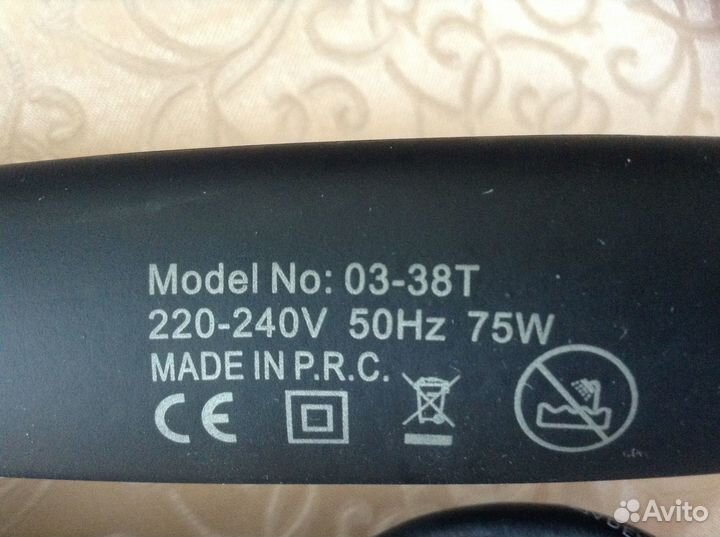 Model No: 03-38T
220-240V 50Hz 75W
MADE IN P.R.C.
CE
Avito